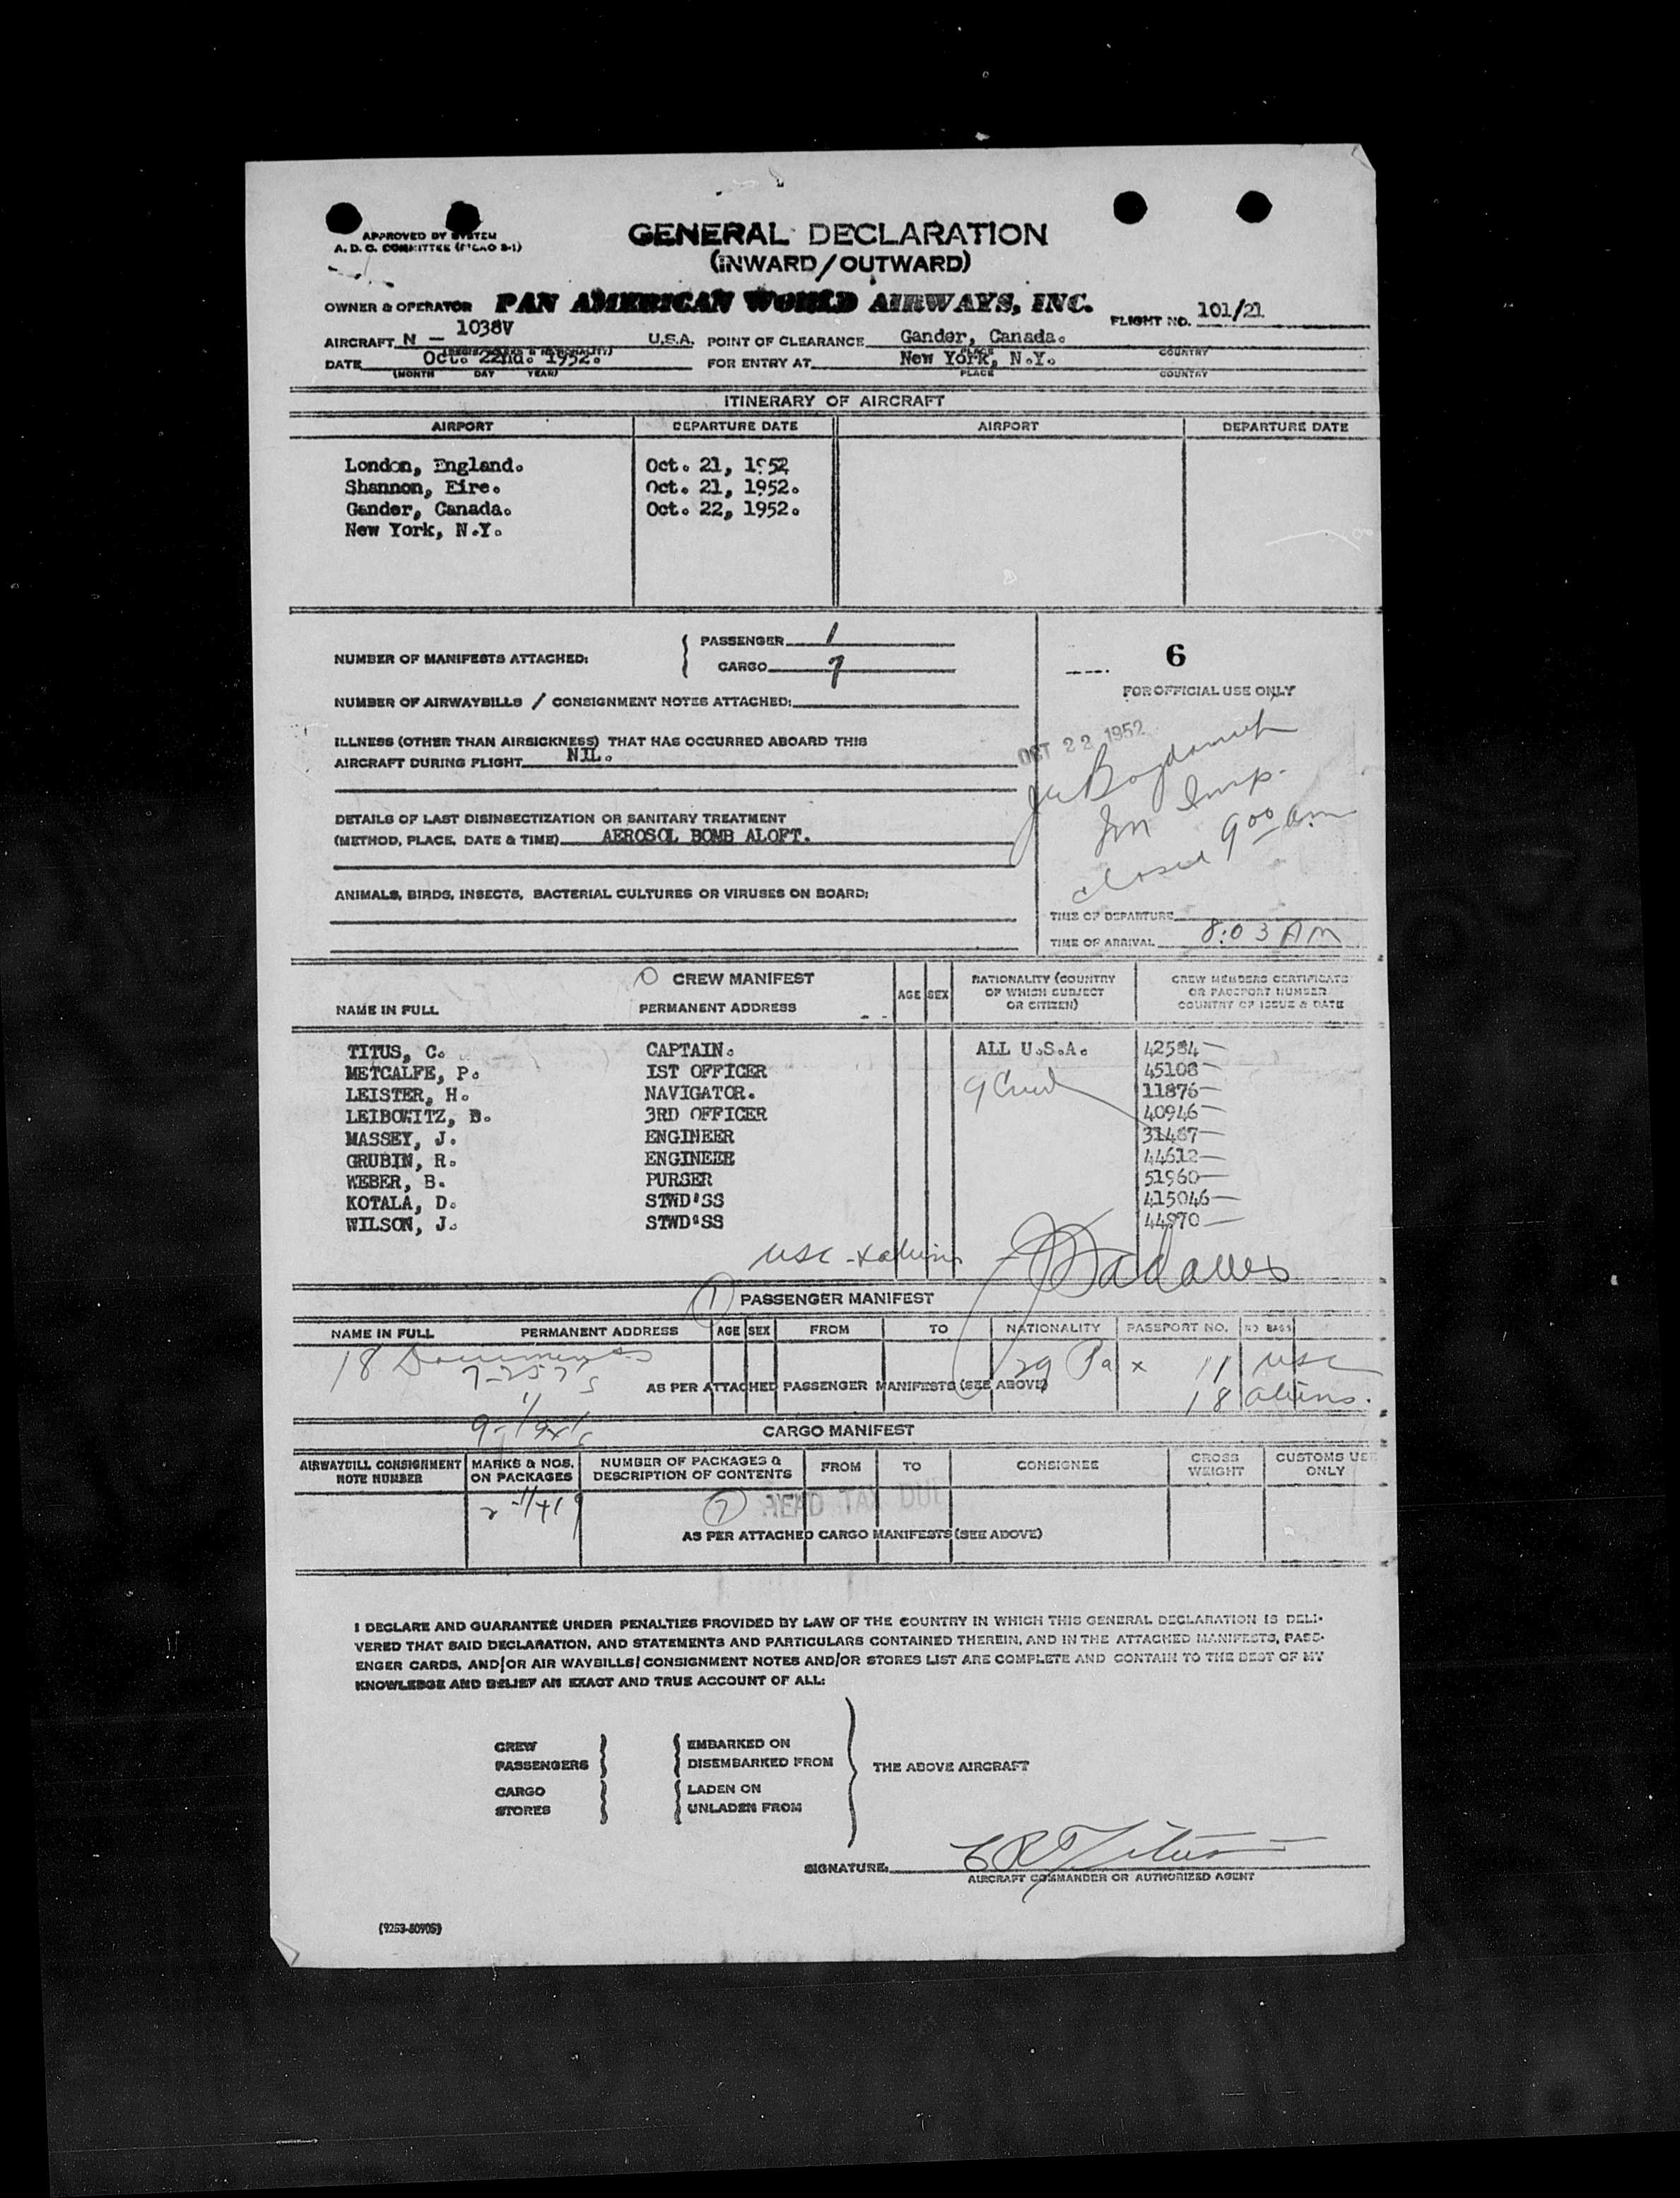 APPROVED BY SYSTEM
A. D. C. COMMITTEE (ICAO 8-1)
GENERAL DECLARATION
(INWARD/OUTWARD)
OWNER & OPERATOR PAN AMERICAN WORLD AIRWAYS, INC. FLIGHT NO. 101/21
AIRCRAFT N - 1038V U.S.A. POINT OF CLEARANCE Gander, Canada.
PLACE COUNTRY
DATE Oct. 22nd. 1952. FOR ENTRY AT New York, N.Y.
(MONTH DAY YEAR) PLACE COUNTRY
ITINERARY OF AIRCRAFT
AIRPORT DEPARTURE DATE AIRPORT DEPARTURE DATE
London, England. Oct. 21, 1952
Shannon, Eire. Oct. 21, 1952.
Gander, Canada. Oct. 22, 1952.
New York, N.Y.
NUMBER OF MANIFESTS ATTACHED: PASSENGER 1
CARGO 7
6
FOR OFFICIAL USE ONLY
NUMBER OF AIRWAYBILLS / CONSIGNMENT NOTES ATTACHED:
OCT 22 1952
ILLNESS (OTHER THAN AIRSICKNESS) THAT HAS OCCURRED ABOARD THIS
AIRCRAFT DURING FLIGHT NIL.
Imm Insp.
closed 9 00 am
DETAILS OF LAST DISINSECTIZATION OR SANITARY TREATMENT
(METHOD, PLACE, DATE & TIME) AEROSOL BOMB ALOFT.
ANIMALS, BIRDS, INSECTS, BACTERIAL CULTURES OR VIRUSES ON BOARD:
TIME OF DEPARTURE
TIME OF ARRIVAL 8:03 AM
CREW MANIFEST
NAME IN FULL PERMANENT ADDRESS AGE SEX NATIONALITY (COUNTRY OF WHICH SUBJECT OR CITIZEN) CREW MEMBERS CERTIFICATE OR PASSPORT NUMBER COUNTRY OF ISSUE & DATE
TITUS, C. CAPTAIN. ALL U.S.A. 42584
METCALFE, P. IST OFFICER 45108
LEISTER, H. NAVIGATOR. 9 Crew 11876
LEIBOWITZ, B. 3RD OFFICER 40946
MASSEY, J. ENGINEER 31487
GRUBIN, R. ENGINEER 44612
WEBER, B. PURSER 51960
KOTALA, D. STWD'SS 415046
WILSON, J. STWD'SS 44970
1 PASSENGER MANIFEST
NAME IN FULL PERMANENT ADDRESS AGE SEX FROM TO NATIONALITY PASSPORT NO. NO BAGS
18 Documents 29 Pax 11 USC
AS PER ATTACHED PASSENGER MANIFESTS (SEE ABOVE)
18 aliens.
CARGO MANIFEST
AIRWAYBILL CONSIGNMENT NOTE NUMBER MARKS & NOS. ON PACKAGES NUMBER OF PACKAGES & DESCRIPTION OF CONTENTS FROM TO CONSIGNEE GROSS WEIGHT CUSTOMS USE ONLY
7 HEAD TAX DUE
AS PER ATTACHED CARGO MANIFESTS (SEE ABOVE)
I DECLARE AND GUARANTEE UNDER PENALTIES PROVIDED BY LAW OF THE COUNTRY IN WHICH THIS GENERAL DECLARATION IS DELI-
VERED THAT SAID DECLARATION, AND STATEMENTS AND PARTICULARS CONTAINED THEREIN, AND IN THE ATTACHED MANIFESTS, PASS-
ENGER CARDS, AND/OR AIR WAYBILLS/CONSIGNMENT NOTES AND/OR STORES LIST ARE COMPLETE AND CONTAIN TO THE BEST OF MY
KNOWLEDGE AND BELIEF AN EXACT AND TRUE ACCOUNT OF ALL:
CREW EMBARKED ON
PASSENGERS DISEMBARKED FROM THE ABOVE AIRCRAFT
CARGO LADEN ON
STORES UNLADEN FROM
SIGNATURE. C R Titus
AIRCRAFT COMMANDER OR AUTHORIZED AGENT
(9253-8090S)